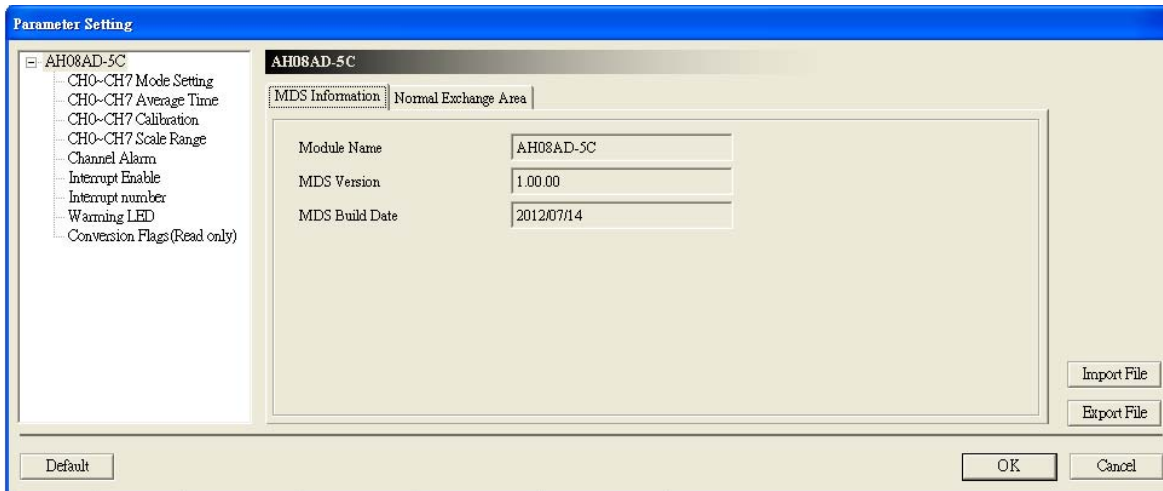 Parameter Setting
AH08AD-5C
CH0~CH7 Mode Setting
CH0~CH7 Average Time
CH0~CH7 Calibration
CH0~CH7 Scale Range
Channel Alarm
Interrupt Enable
Interrupt number
Warming LED
Conversion Flags(Read only)
AH08AD-5C
MDS Information Normal Exchange Area
Module Name AH08AD-5C
MDS Version 1.00.00
MDS Build Date 2012/07/14
Import File
Export File
Default OK Cancel